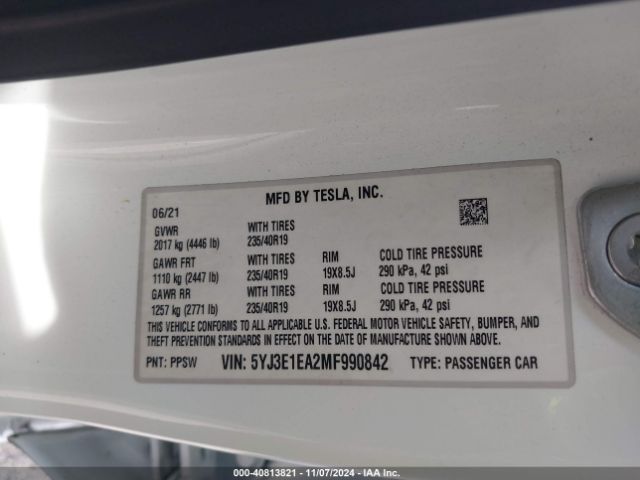 MFD BY TESLA, INC.
06/21
GVWR WITH TIRES
2017 kg (4446 lb) 235/40R19
GAWR FRT WITH TIRES RIM COLD TIRE PRESSURE
1110 kg (2447 lb) 235/40R19 19X8.5J 290 kPa, 42 psi
GAWR RR WITH TIRES RIM COLD TIRE PRESSURE
1257 kg (2771 lb) 235/40R19 19X8.5J 290 kPa, 42 psi
THIS VEHICLE CONFORMS TO ALL APPLICABLE U.S. FEDERAL MOTOR VEHICLE SAFETY, BUMPER, AND
THEFT PREVENTION STANDARDS IN EFFECT ON THE DATE OF MANUFACTURE SHOWN ABOVE.
PNT: PPSW VIN: 5YJ3E1EA2MF990842 TYPE: PASSENGER CAR
000-40813821 - 11/07/2024 - IAA Inc.